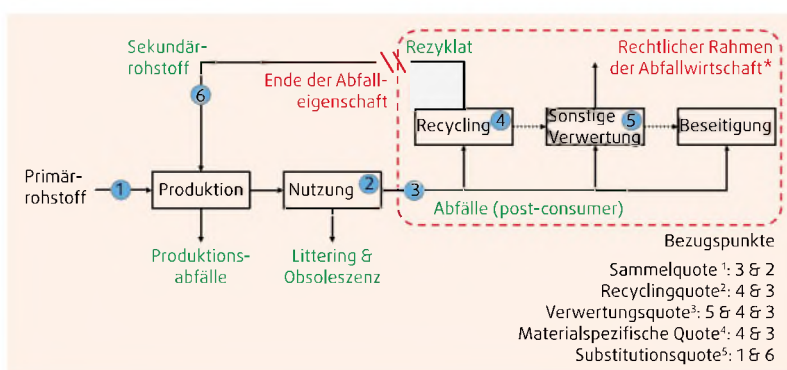 Sekundär-
rohstoff
Rezyklat
Rechtlicher Rahmen
der Abfallwirtschaft*
Ende der Abfall-
eigenschaft
6
Recycling 4
Sonstige 5
Verwertung
Beseitigung
Primär-
rohstoff
1
Produktion
Nutzung 2
3
Abfälle (post-consumer)
Produktions-
abfälle
Littering &
Obsoleszenz
Bezugspunkte
Sammelquote ¹: 3 & 2
Recyclingquote²: 4 & 3
Verwertungsquote³: 5 & 4 & 3
Materialspezifische Quote⁴: 4 & 3
Substitutionsquote⁵: 1 & 6